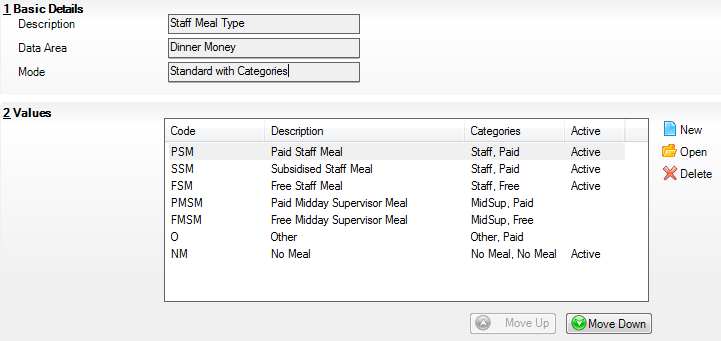 1 Basic Details
Description Staff Meal Type
Data Area Dinner Money
Mode Standard with Categories
2 Values
Code Description Categories Active
PSM Paid Staff Meal Staff, Paid Active
SSM Subsidised Staff Meal Staff, Paid Active
FSM Free Staff Meal Staff, Free Active
PMSM Paid Midday Supervisor Meal MidSup, Paid
FMSM Free Midday Supervisor Meal MidSup, Free
O Other Other, Paid
NM No Meal No Meal, No Meal Active
New
Open
Delete
Move Up Move Down